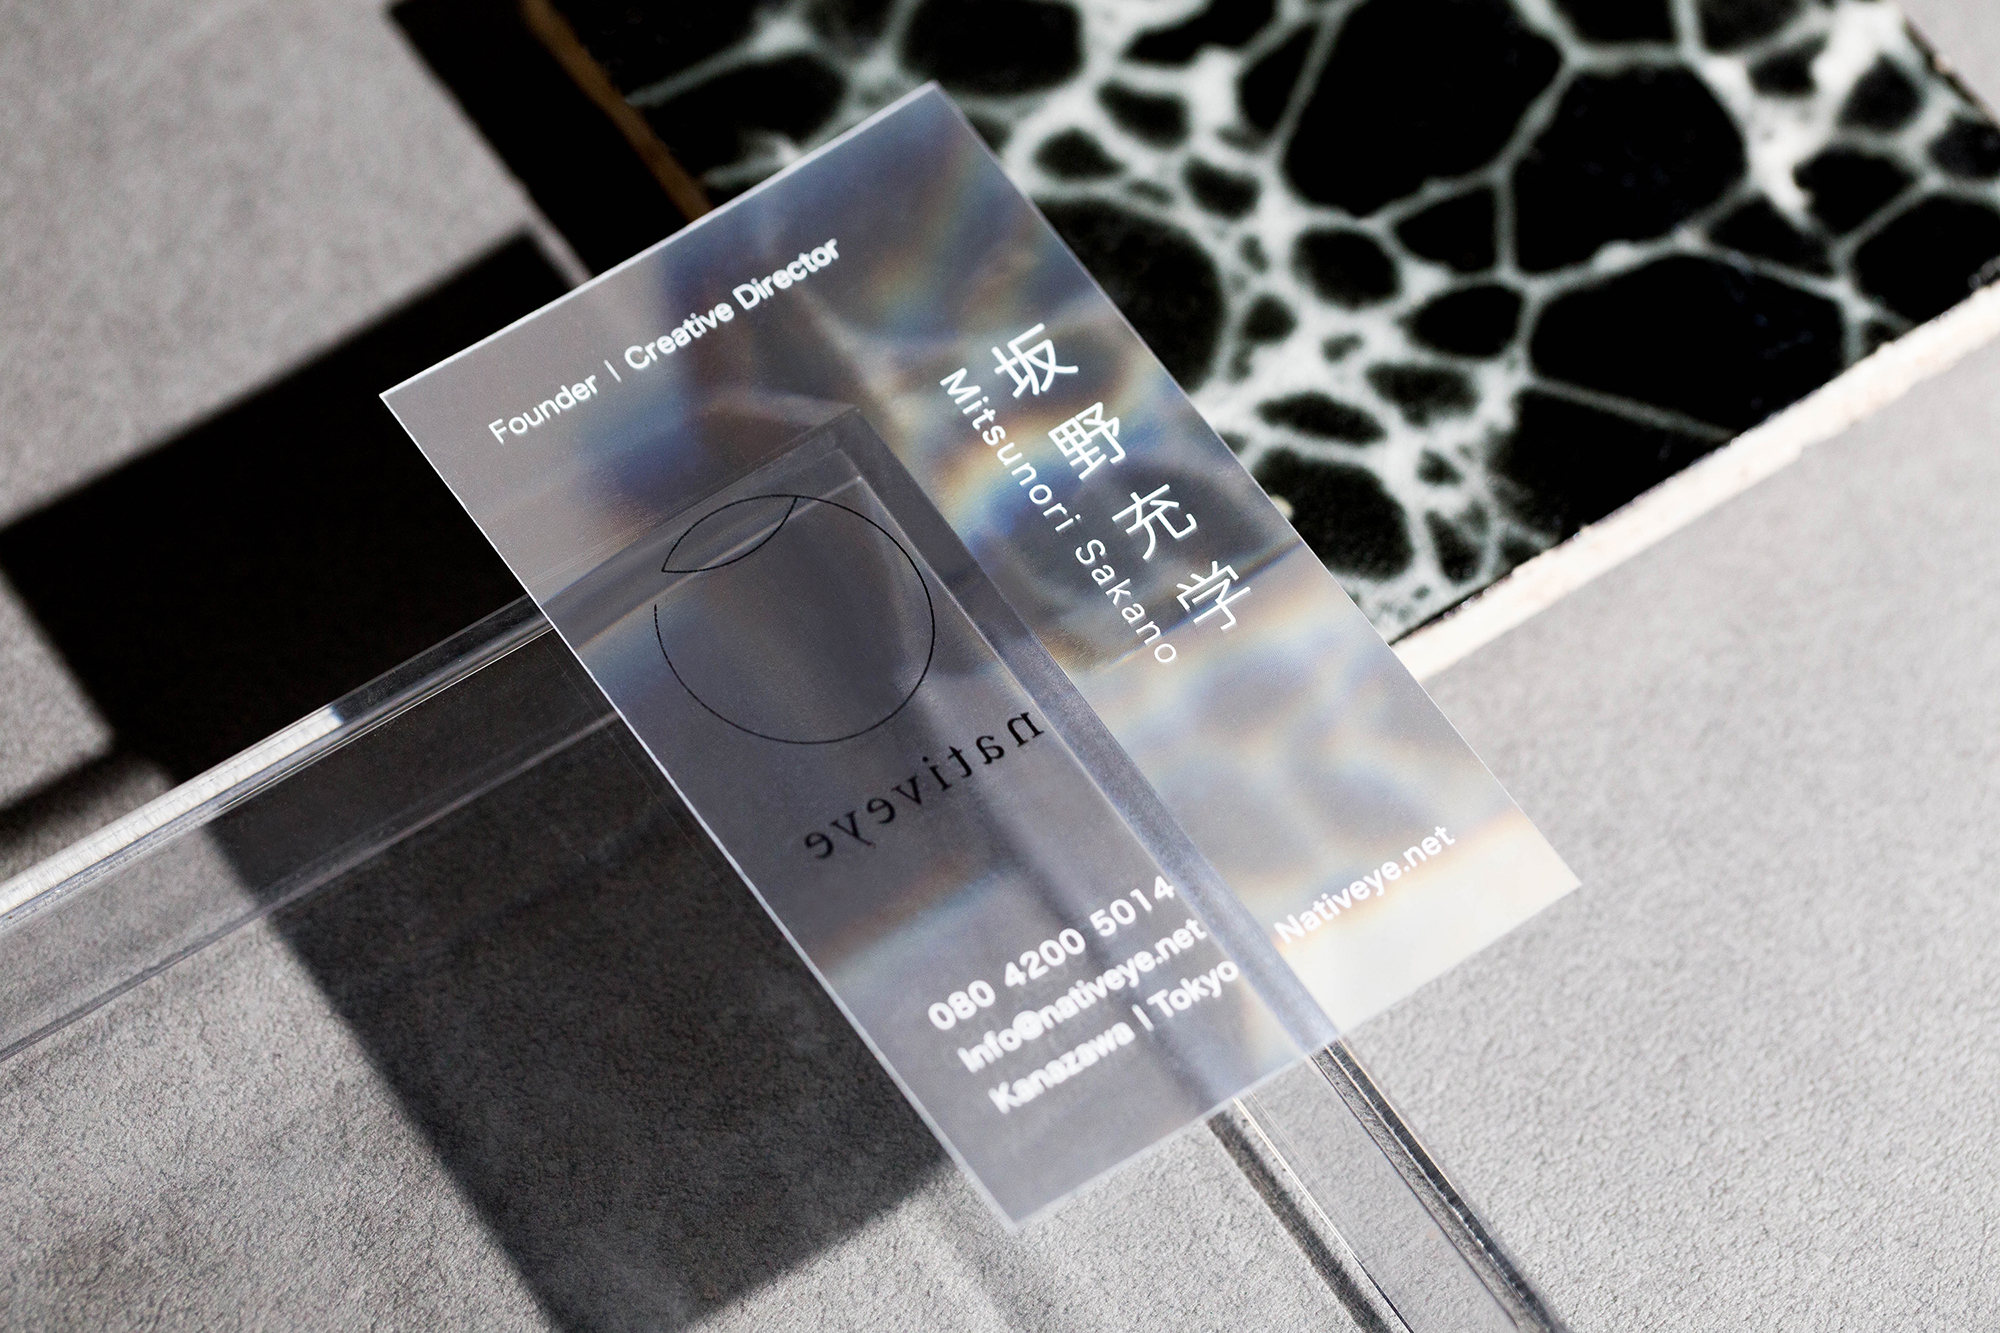 Founder | Creative Director
坂野充学
Mitsunori Sakano
nativeye
080 4200 5014
Info@nativeye.net
Kanazawa | Tokyo
Nativeye.net